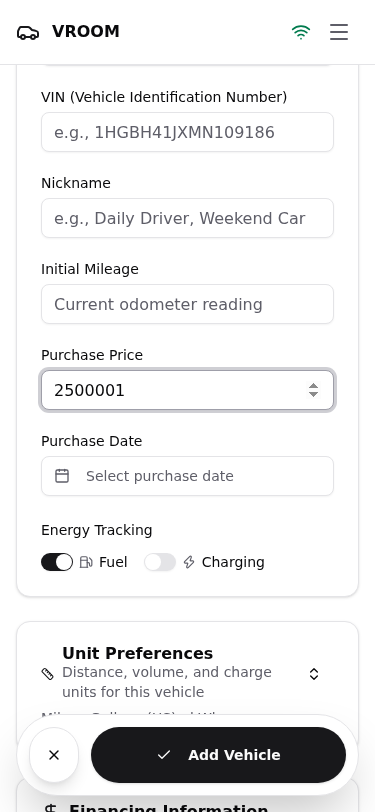 VROOM
VIN (Vehicle Identification Number)
e.g., 1HGBH41JXMN109186
Nickname
e.g., Daily Driver, Weekend Car
Initial Mileage
Current odometer reading
Purchase Price
2500001
Purchase Date
Select purchase date
Energy Tracking
Fuel
Charging
Unit Preferences
Distance, volume, and charge
units for this vehicle
Add Vehicle
Financing Information